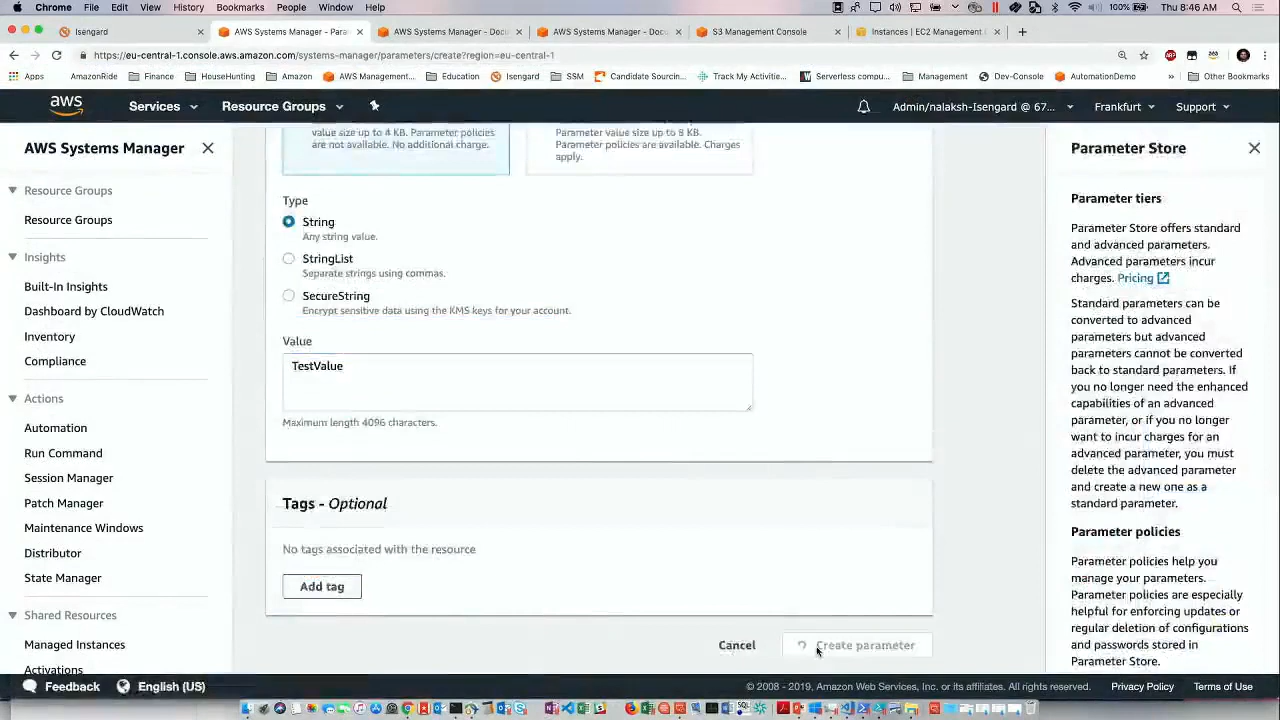 Chrome File Edit View History Bookmarks People Window Help
100% Thu 8:46 AM
Isengard
AWS Systems Manager - Para
AWS Systems Manager - Docu
AWS Systems Manager - Docu
S3 Management Console
Instances | EC2 Management
https://eu-central-1.console.aws.amazon.com/systems-manager/parameters/create?region=eu-central-1
Apps AmazonRide Finance HouseHunting Amazon AWS Management... Education Isengard SSM Candidate Sourcin... Track My Activitie... Serverless compu... Management Dev-Console AutomationDemo » Other Bookmarks
aws Services Resource Groups Admin/nalaksh-Isengard @ 67... Frankfurt Support
AWS Systems Manager
Resource Groups
Resource Groups
Insights
Built-In Insights
Dashboard by CloudWatch
Inventory
Compliance
Actions
Automation
Run Command
Session Manager
Patch Manager
Maintenance Windows
Distributor
State Manager
Shared Resources
Managed Instances
Activations
value size up to 4 KB. Parameter policies
are not available. No additional charge.
Parameter value size up to 8 KB.
Parameter policies are available. Charges
apply.
Type
String
Any string value.
StringList
Separate strings using commas.
SecureString
Encrypt sensitive data using the KMS keys for your account.
Value
TestValue
Maximum length 4096 characters.
Tags - Optional
No tags associated with the resource
Add tag
Cancel
Create parameter
Parameter Store
Parameter tiers
Parameter Store offers standard
and advanced parameters.
Advanced parameters incur
charges. Pricing
Standard parameters can be
converted to advanced
parameters but advanced
parameters cannot be converted
back to standard parameters. If
you no longer need the enhanced
capabilities of an advanced
parameter, or if you no longer
want to incur charges for an
advanced parameter, you must
delete the advanced parameter
and create a new one as a
standard parameter.
Parameter policies
Parameter policies help you
manage your parameters.
Parameter policies are especially
helpful for enforcing updates or
regular deletion of configurations
and passwords stored in
Parameter Store.
Feedback English (US) © 2008 - 2019, Amazon Web Services, Inc. or its affiliates. All rights reserved. Privacy Policy Terms of Use